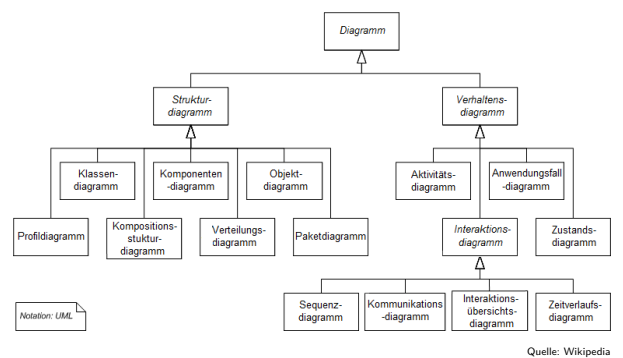 Diagramm
Struktur-
diagramm
Verhaltens-
diagramm
Klassen-
diagramm
Komponenten
-diagramm
Objekt-
diagramm
Aktivitäts-
diagramm
Anwendungsfall
-diagramm
Profildiagramm
Kompositions-
stuktur-
diagramm
Verteilungs-
diagramm
Paketdiagramm
Interaktions-
diagramm
Zustands-
diagramm
Sequenz-
diagramm
Kommunikations
-diagramm
Interaktions-
übersichts-
diagramm
Zeitverlaufs-
diagramm
Notation: UML
Quelle: Wikipedia